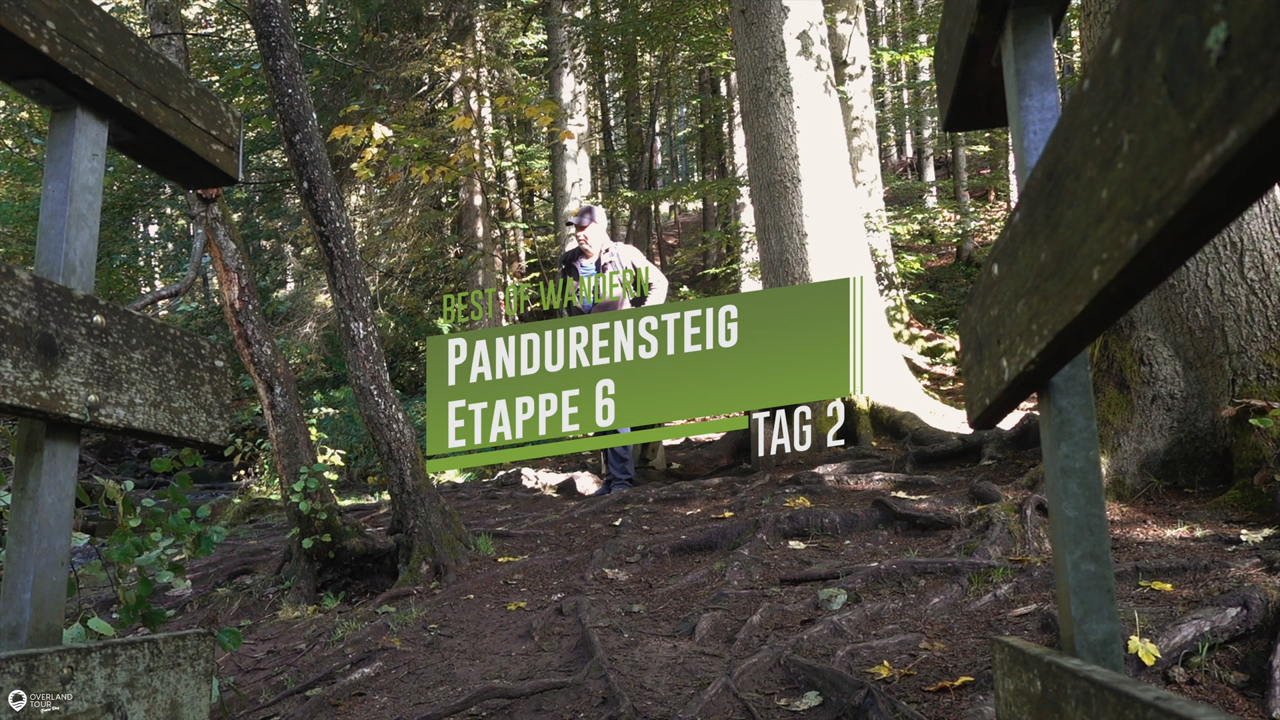 BEST OF WANDERN
PANDURENSTEIG
ETAPPE 6
TAG 2
OVERLAND
TOUR